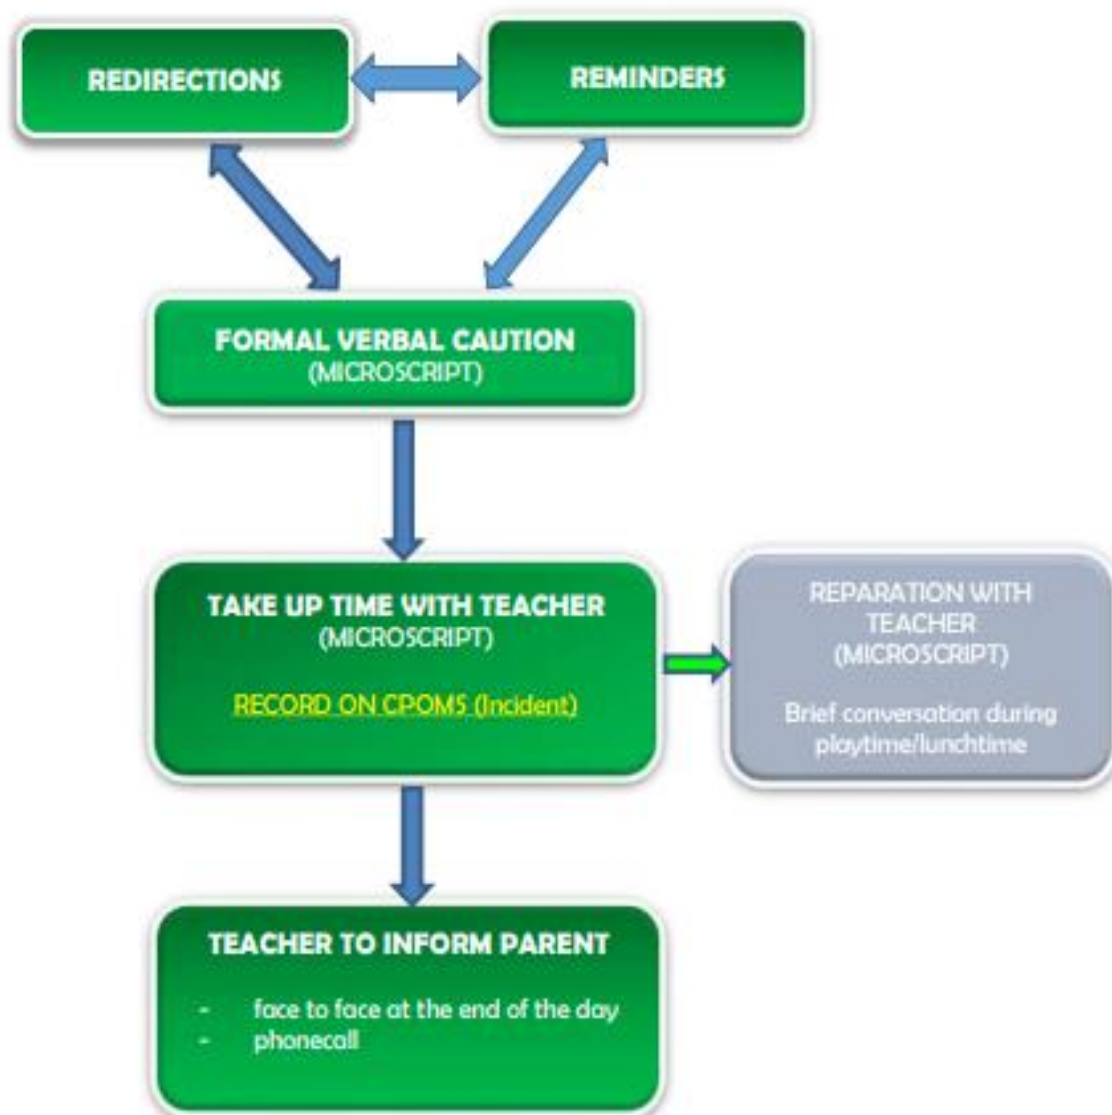 REDIRECTIONS
REMINDERS
FORMAL VERBAL CAUTION
(MICROSCRIPT)
TAKE UP TIME WITH TEACHER
(MICROSCRIPT)
RECORD ON CPOMS (Incident)
REPARATION WITH
TEACHER
(MICROSCRIPT)
Brief conversation during
playtime/lunchtime
TEACHER TO INFORM PARENT
- face to face at the end of the day
- phonecall